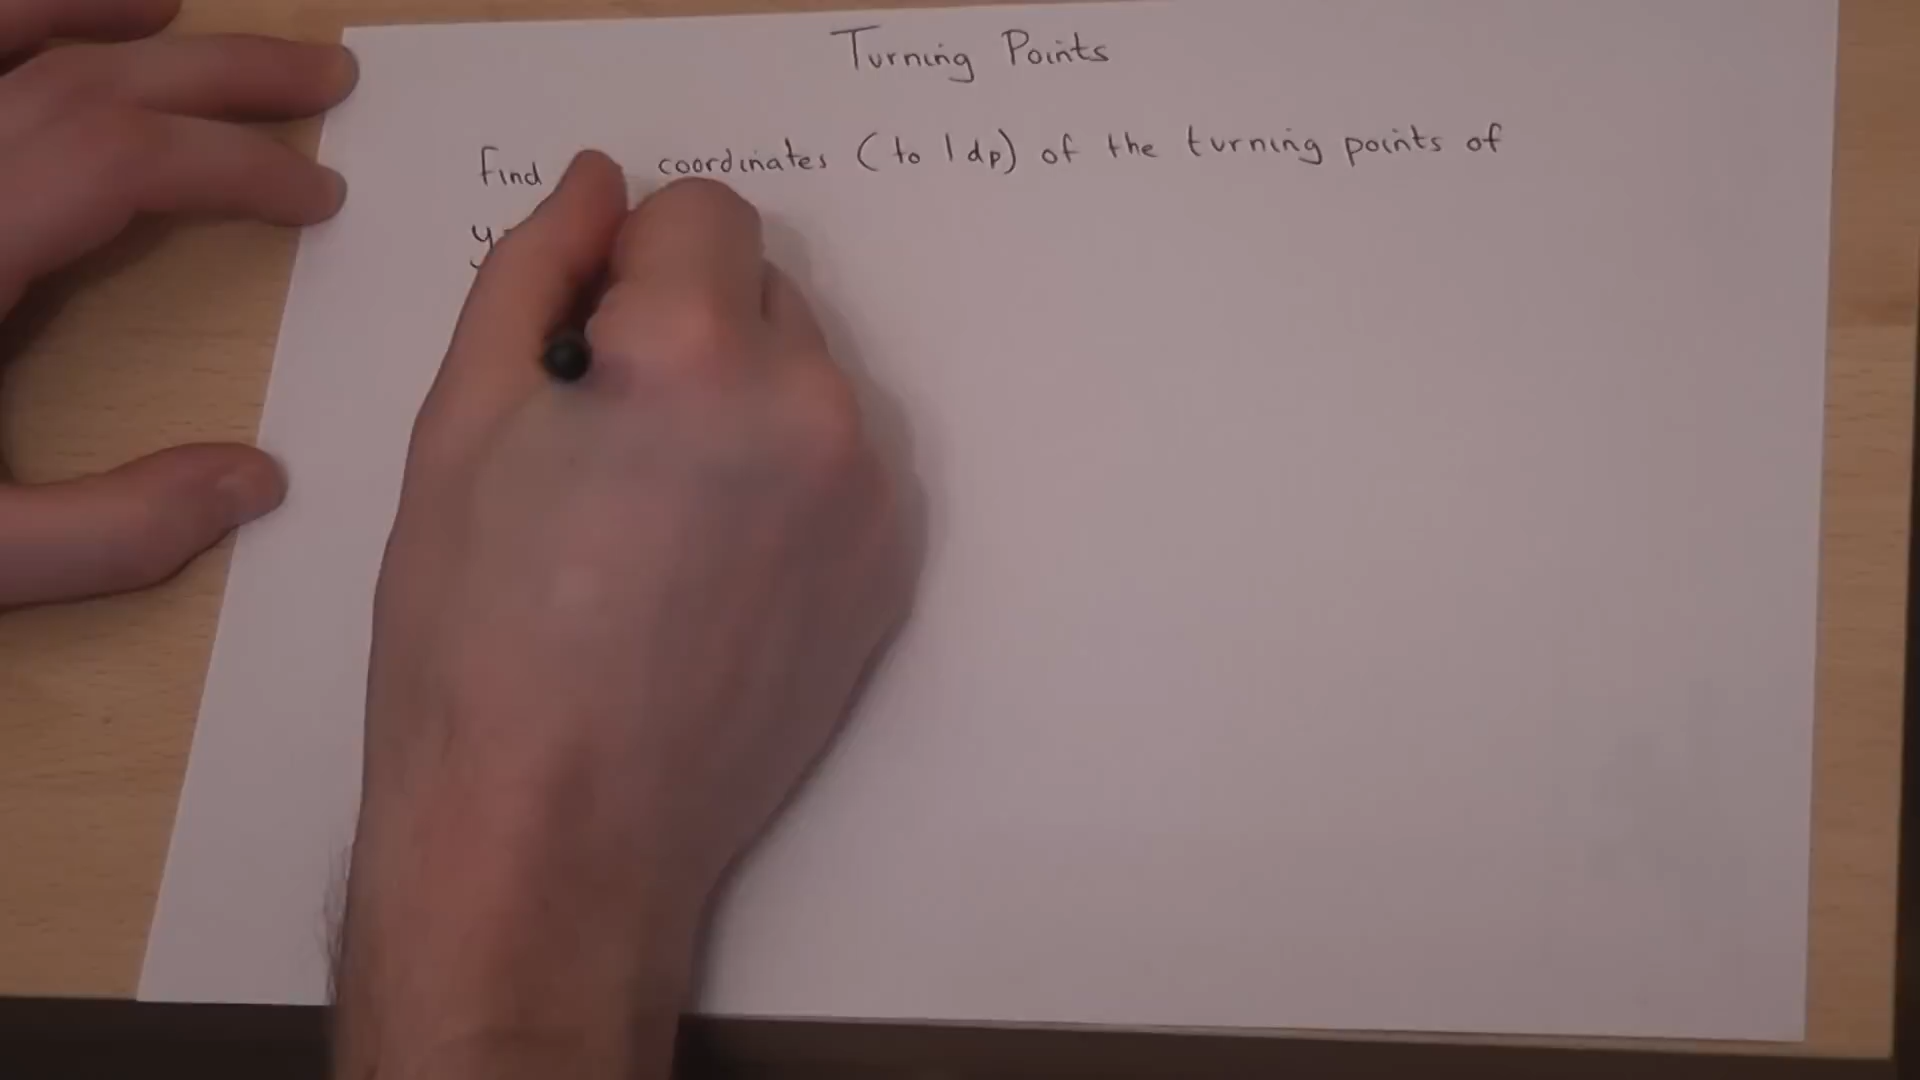 Turning Points
Find coordinates (to 1dp) of the turning points of
y=